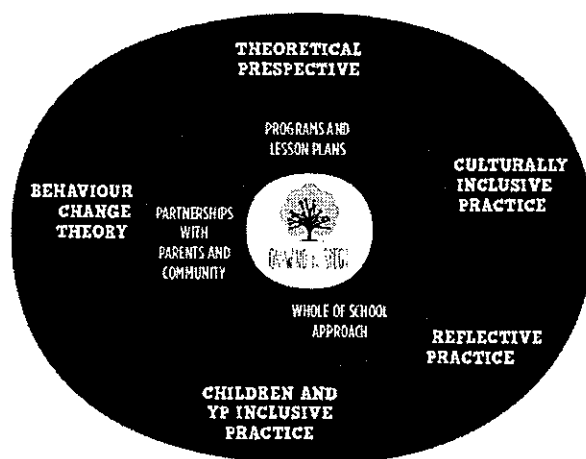 THEORETICAL
PRESPECTIVE
PROGRAMS AND
LESSON PLANS
CULTURALLY
INCLUSIVE
PRACTICE
BEHAVIOUR
CHANGE
THEORY
PARTNERSHIPS
WITH
PARENTS AND
COMMUNITY
WHOLE OF SCHOOL
APPROACH
REFLECTIVE
PRACTICE
CHILDREN AND
YP INCLUSIVE
PRACTICE